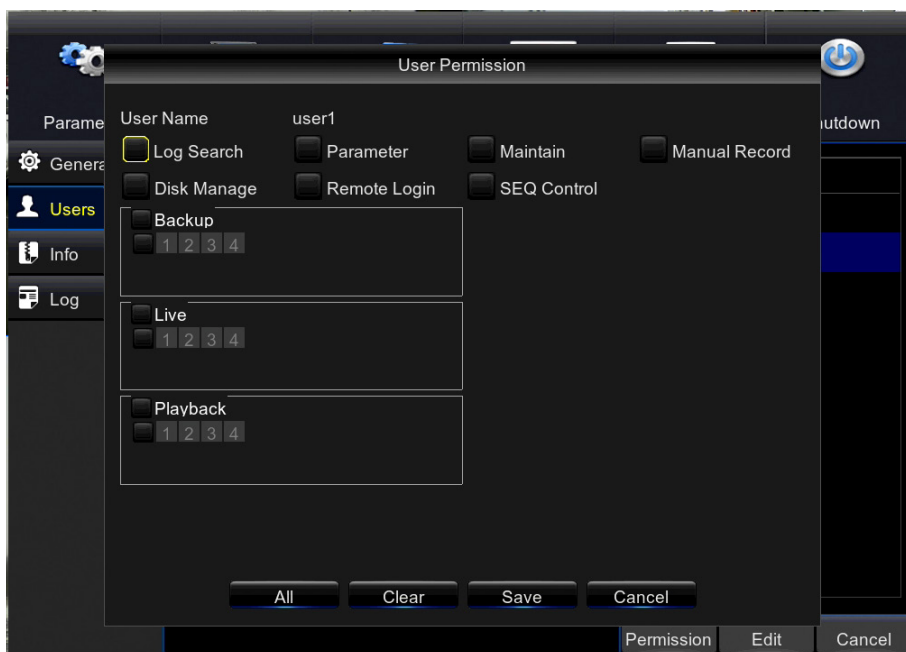 User Permission
Parame
utdown
User Name user1
Log Search Parameter Maintain Manual Record
Disk Manage Remote Login SEQ Control
Genera
Users
Info
Log
Backup
1 2 3 4
Live
1 2 3 4
Playback
1 2 3 4
All Clear Save Cancel
Permission Edit Cancel